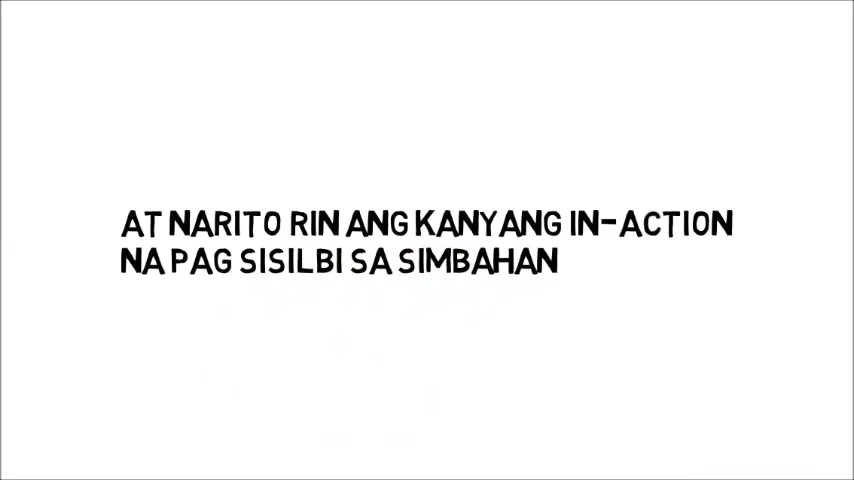 AT NARITO RIN ANG KANYANG IN-ACTION
NA PAG SISILBI SA SIMBAHAN